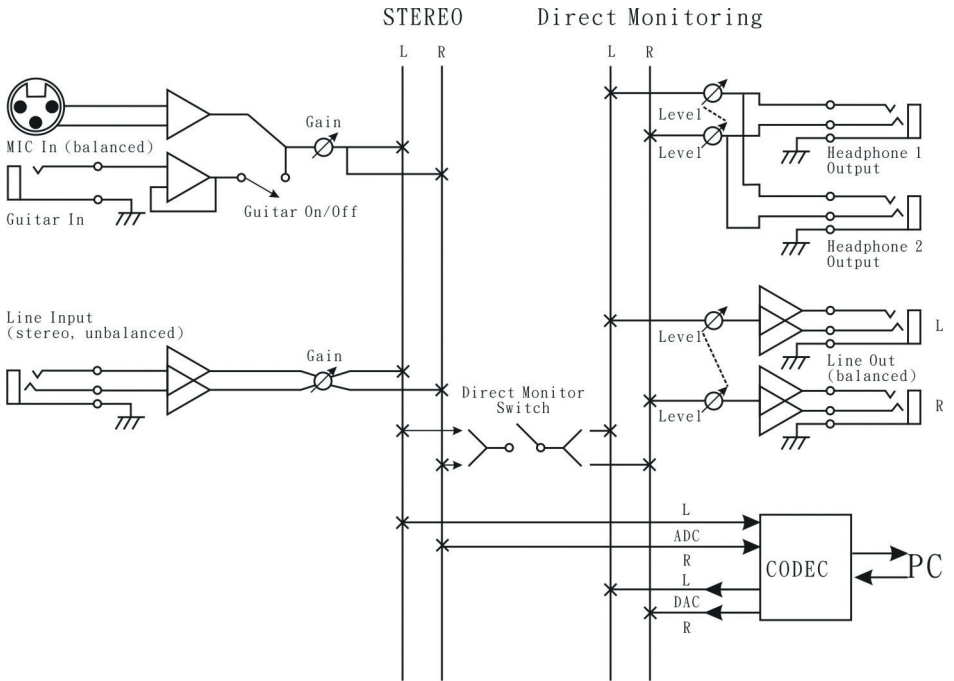 STEREO
Direct Monitoring
L
R
L
R
MIC In (balanced)
Gain
Guitar In
Guitar On/Off
Level
Level
Headphone 1
Output
Headphone 2
Output
Line Input
(stereo, unbalanced)
Gain
Direct Monitor
Switch
Level
Level
L
Line Out
(balanced)
R
L
ADC
R
L
DAC
R
CODEC
PC